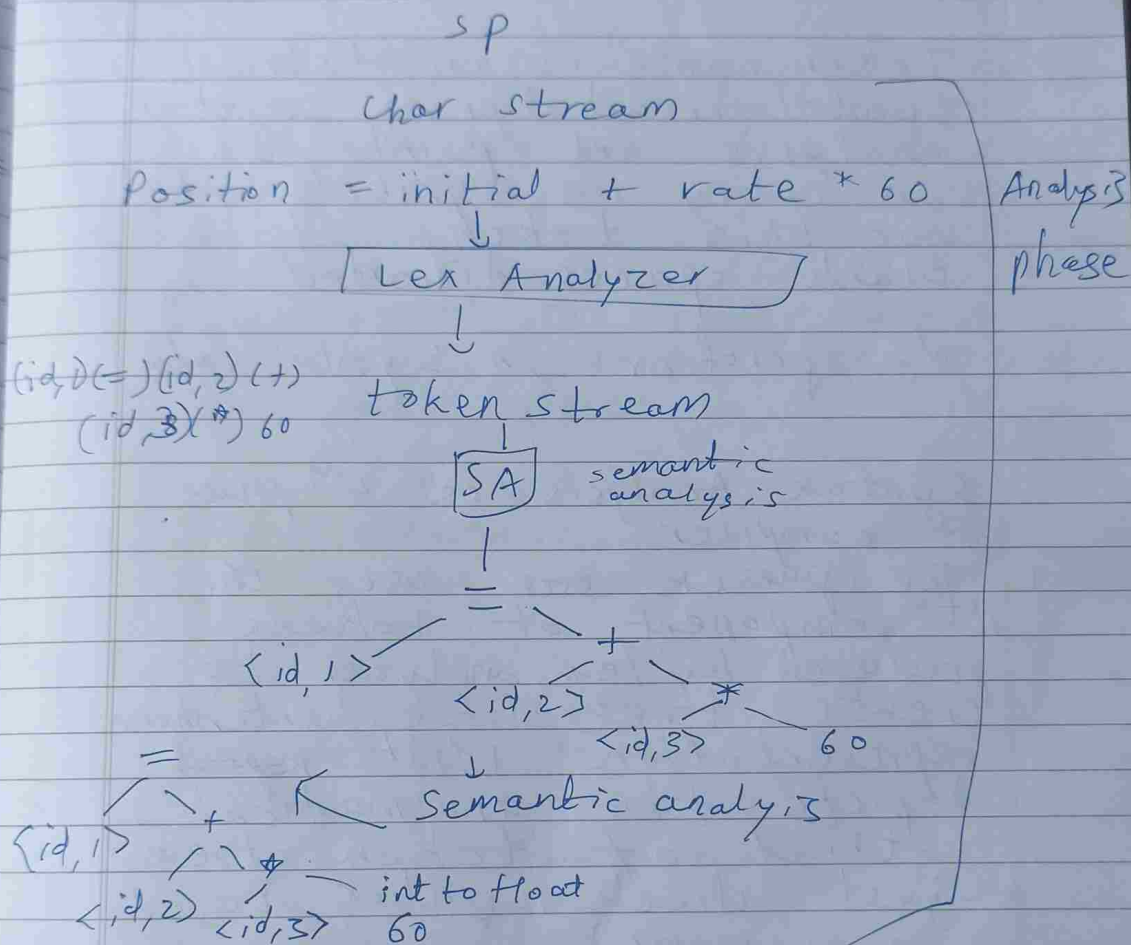 SP
Char stream
Position = initial + rate * 60
Analysis
phase
Lex Analyzer
(id,1)(=)(id,2)(+)
(id,3)(*) 60
token stream
SA
semantic
analysis
=
<id,1>
+
<id,2>
*
<id,3>
60
Semantic analyis
=
<id,1>
+
<id,2>
*
<id,3>
int to float
60